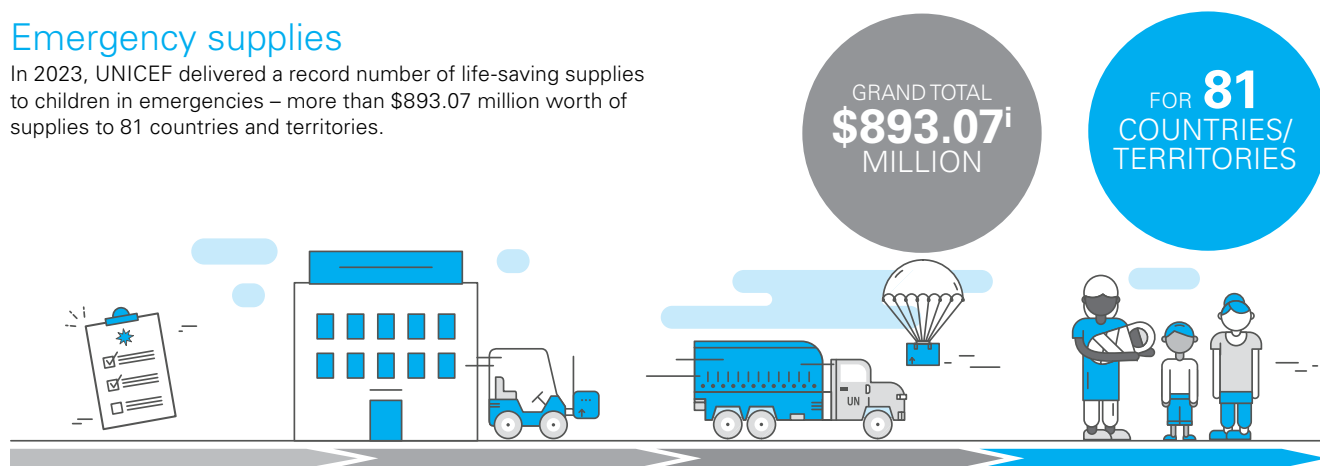 Emergency supplies
In 2023, UNICEF delivered a record number of life-saving supplies
to children in emergencies – more than $893.07 million worth of
supplies to 81 countries and territories.
GRAND TOTAL
$893.07i
MILLION
FOR 81
COUNTRIES/
TERRITORIES
UN